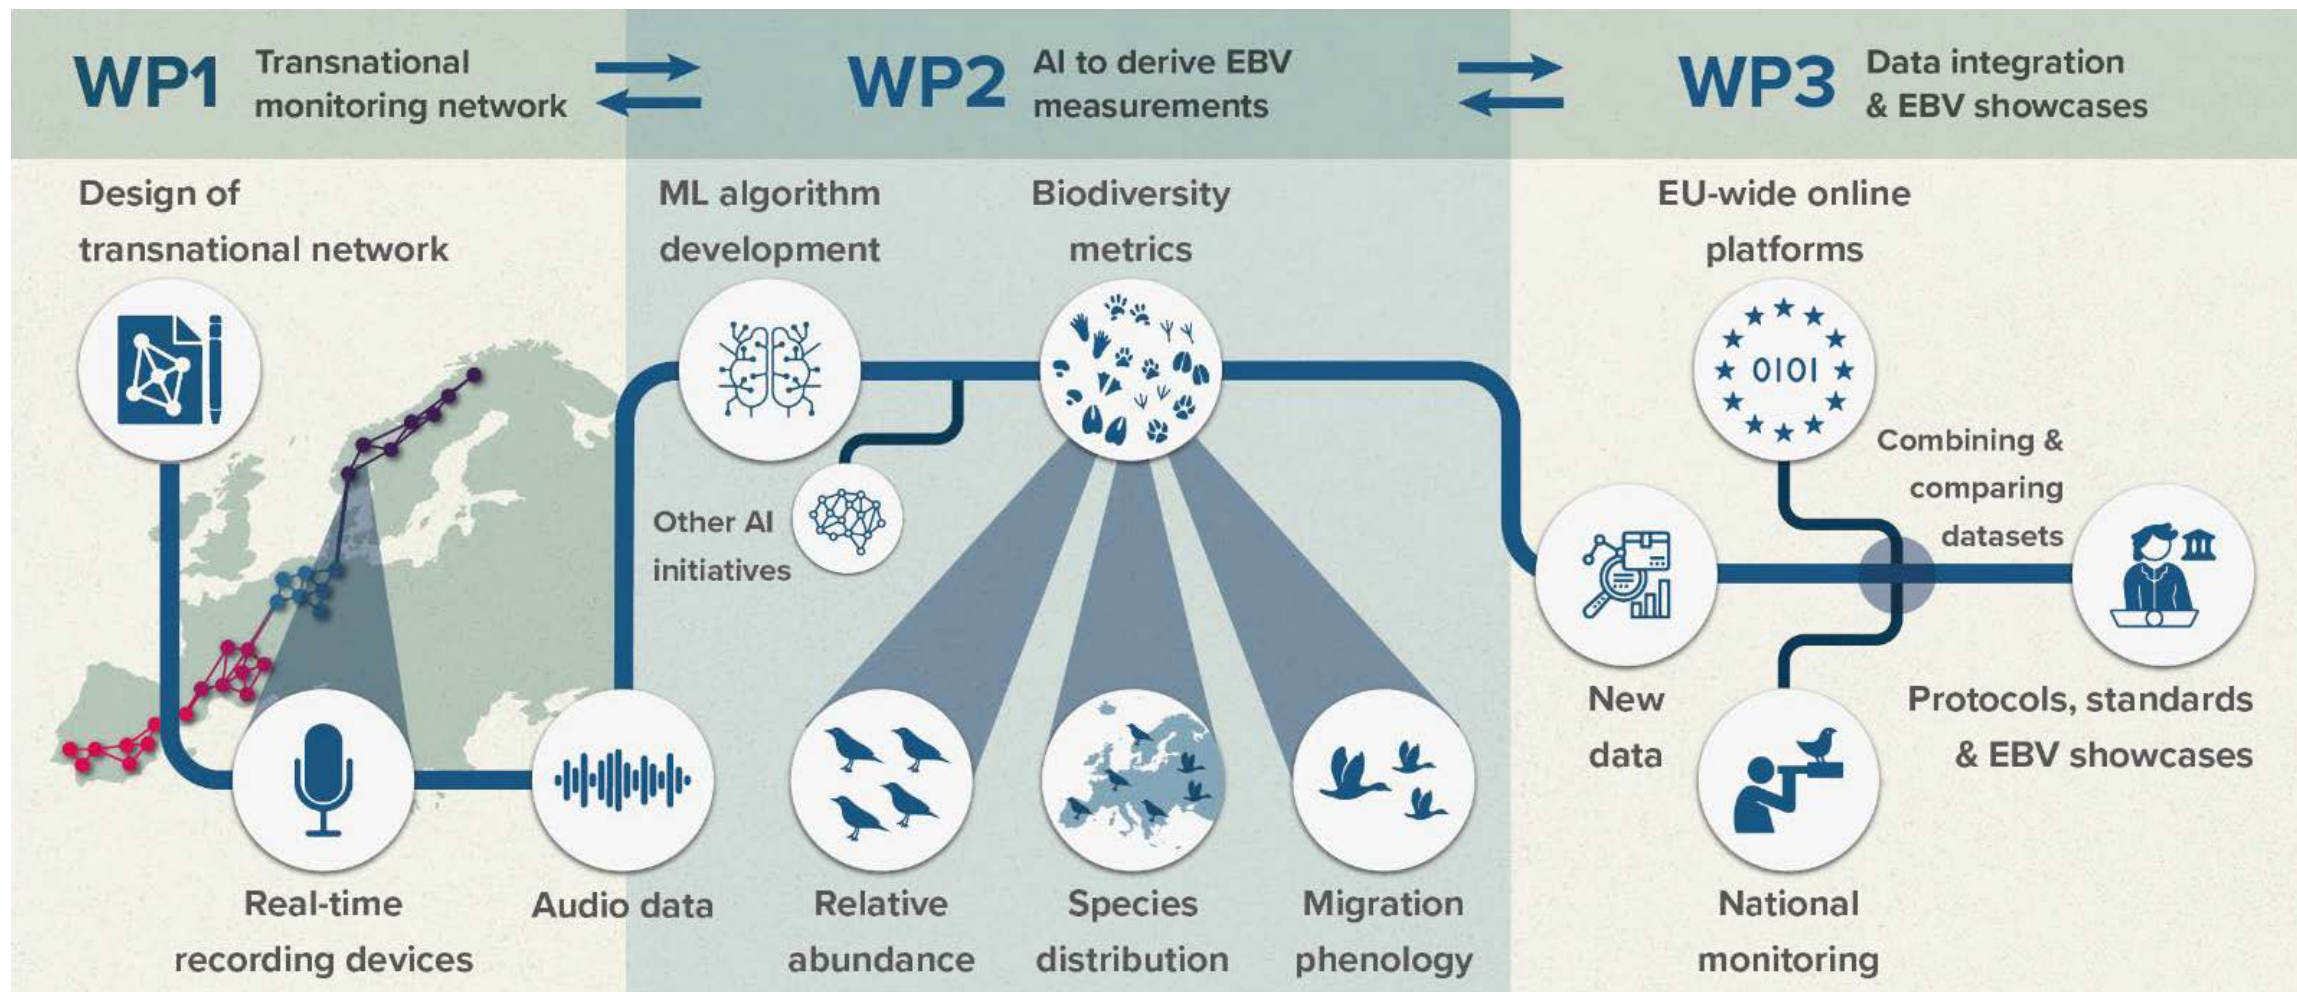 WP1
Transnational
monitoring network
WP2
AI to derive EBV
measurements
WP3
Data integration
& EBV showcases
Design of
transnational network
Real-time
recording devices
Audio data
ML algorithm
development
Other AI
initiatives
Biodiversity
metrics
Relative
abundance
Species
distribution
Migration
phenology
EU-wide online
platforms
0101
Combining &
comparing
datasets
New
data
National
monitoring
Protocols, standards
& EBV showcases